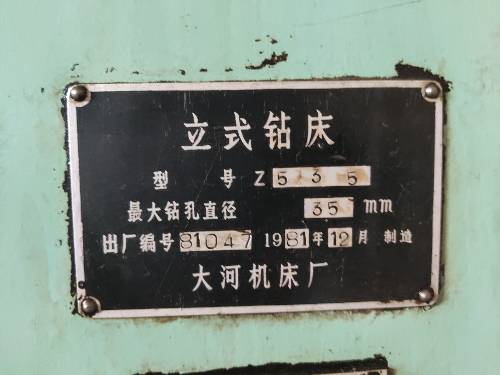 立式钻床
型号 Z535
最大钻孔直径 35 mm
出厂编号 81047 1981年12月 制造
大河机床厂